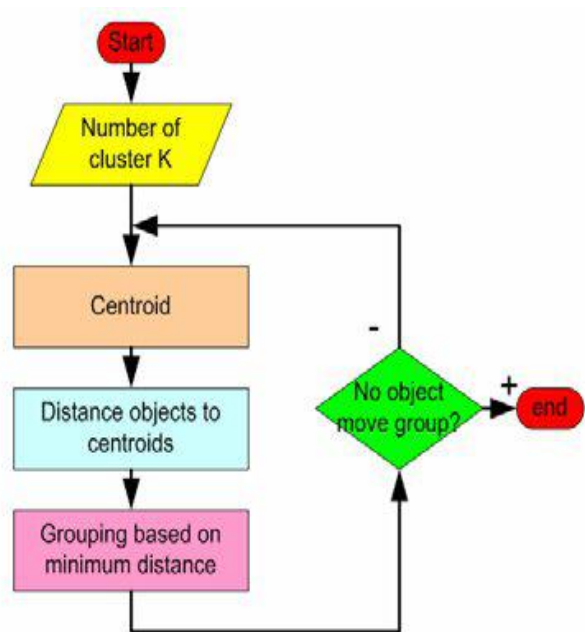 Start
Number of
cluster K
Centroid
Distance objects to
centroids
Grouping based on
minimum distance
-
No object
move group?
+
end